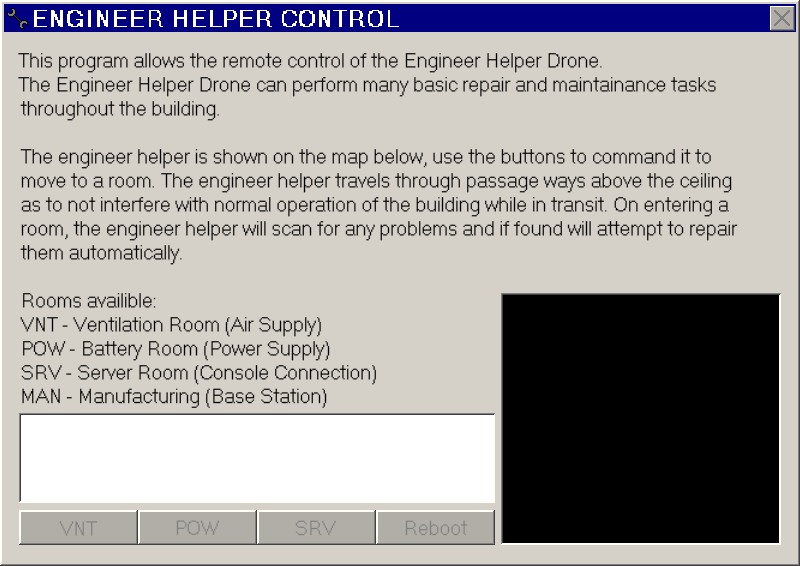 ENGINEER HELPER CONTROL
This program allows the remote control of the Engineer Helper Drone.
The Engineer Helper Drone can perform many basic repair and maintainance tasks
throughout the building.
The engineer helper is shown on the map below, use the buttons to command it to
move to a room. The engineer helper travels through passage ways above the ceiling
as to not interfere with normal operation of the building while in transit. On entering a
room, the engineer helper will scan for any problems and if found will attempt to repair
them automatically.
Rooms availible:
VNT - Ventilation Room (Air Supply)
POW - Battery Room (Power Supply)
SRV - Server Room (Console Connection)
MAN - Manufacturing (Base Station)
VNT POW SRV Reboot